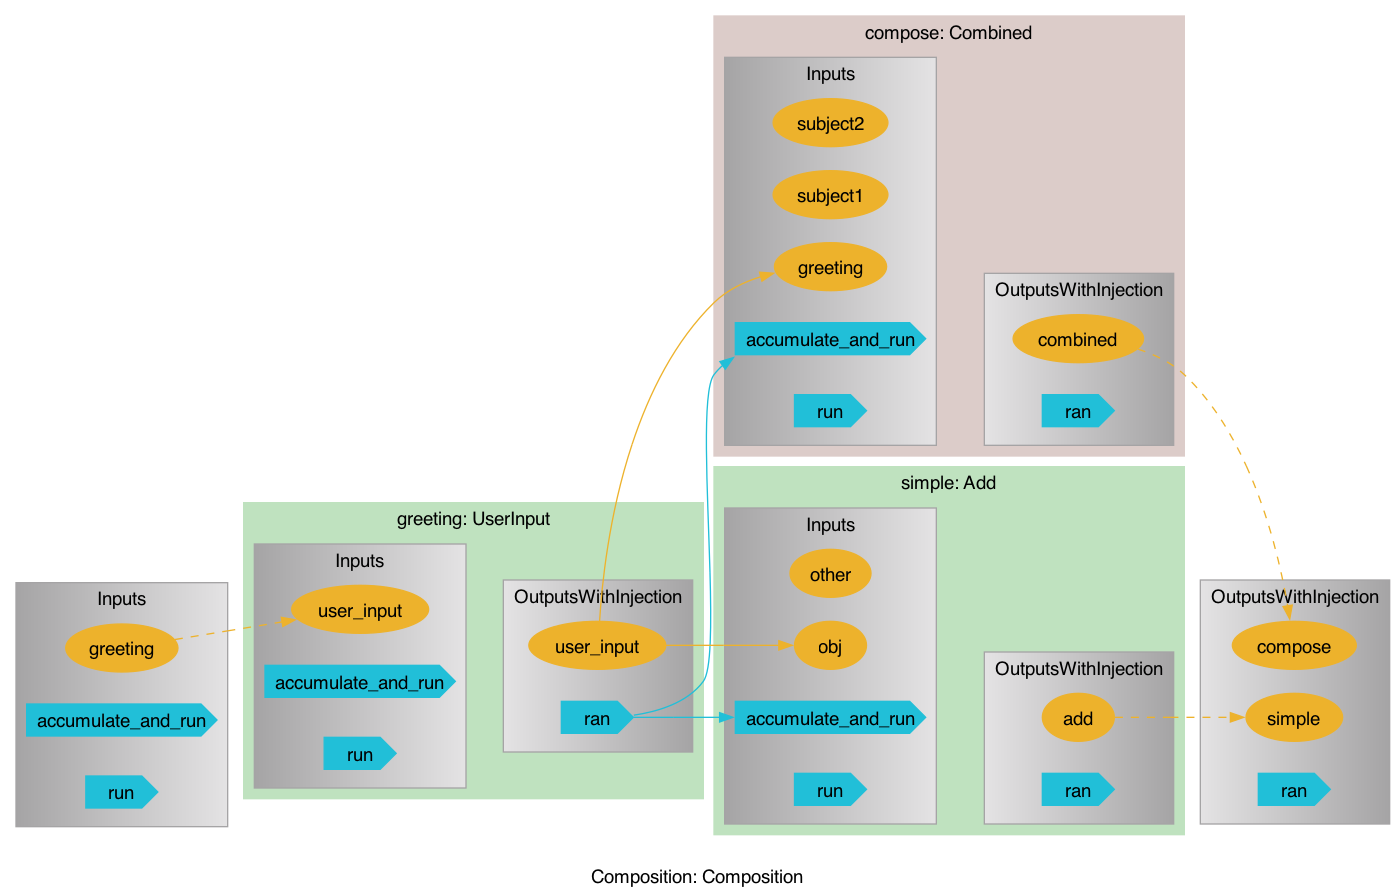 compose: Combined
Inputs
subject2
subject1
greeting
accumulate_and_run
run
OutputsWithInjection
combined
ran
simple: Add
Inputs
other
obj
accumulate_and_run
run
OutputsWithInjection
add
ran
greeting: UserInput
Inputs
user_input
accumulate_and_run
run
OutputsWithInjection
user_input
ran
Inputs
greeting
accumulate_and_run
run
OutputsWithInjection
compose
simple
ran
Composition: Composition